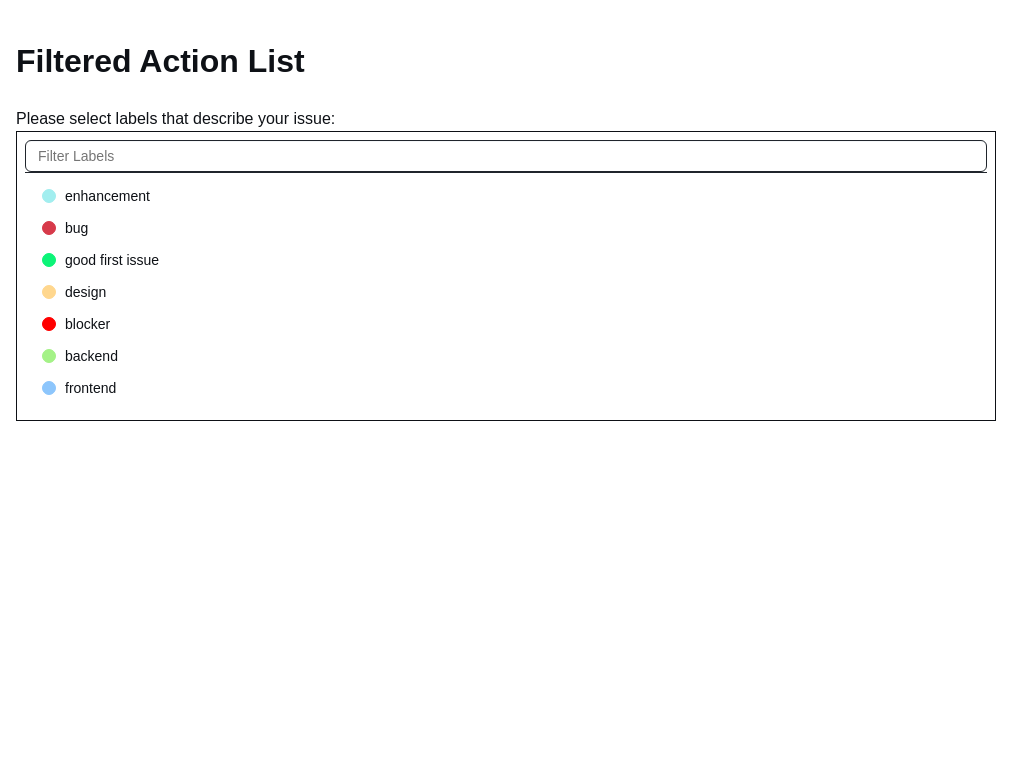 Filtered Action List
Please select labels that describe your issue:
Filter Labels
enhancement
bug
good first issue
design
blocker
backend
frontend